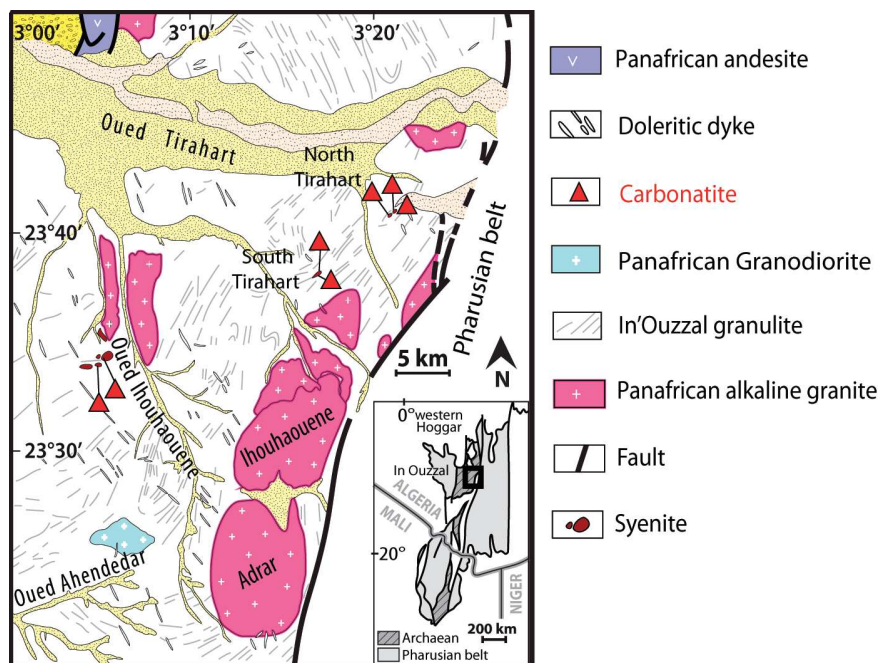 3°00'
3°10'
3°20'
Oued Tirahart
North
Tirahart
23°40'
South
Tirahart
Pharusian belt
5 km
N
Oued Ihouhaouene
Ihouhaouene
23°30'
Adrar
Oued Ahendedar
0°
western
Hoggar
In Ouzzal
ALGERIA
MALI
20°
NIGER
Archaean
Pharusian belt
200 km
v
Panafrican andesite
Doleritic dyke
Carbonatite
Panafrican Granodiorite
In'Ouzzal granulite
Panafrican alkaline granite
Fault
Syenite